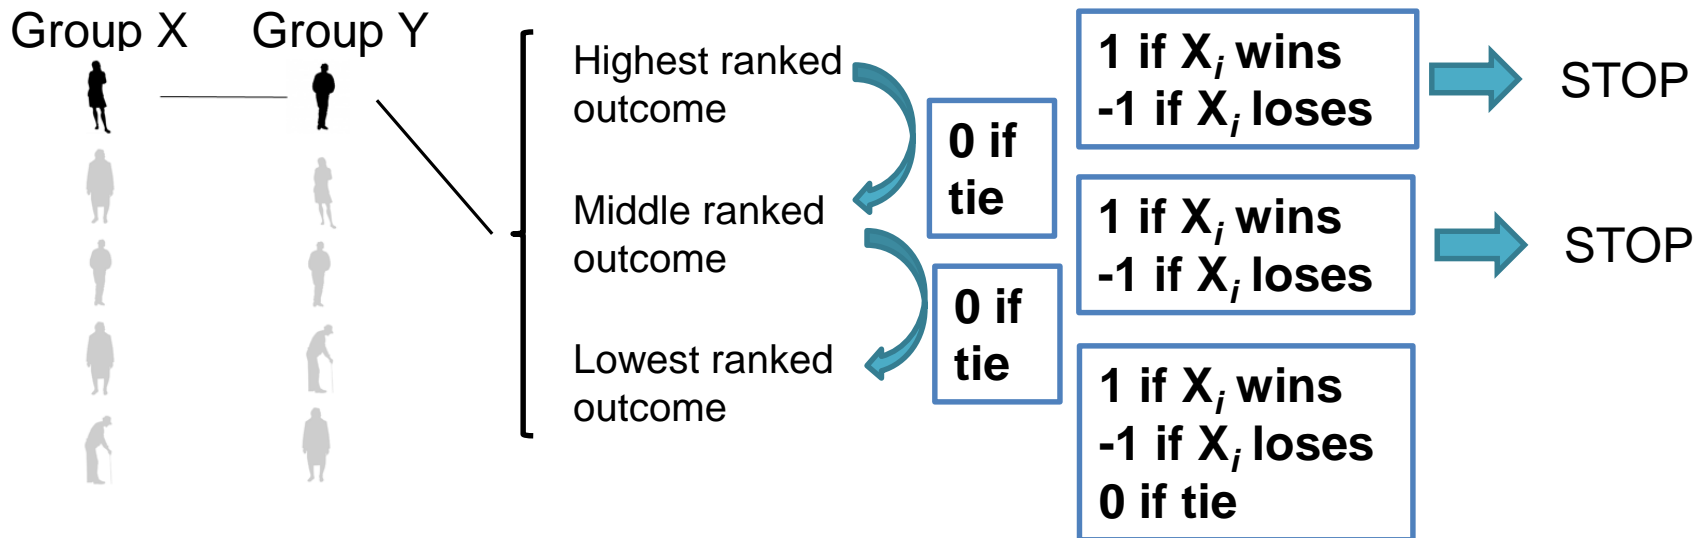 Group X
Group Y
Highest ranked
outcome
Middle ranked
outcome
Lowest ranked
outcome
0 if
tie
0 if
tie
1 if Xi wins
-1 if Xi loses
STOP
1 if Xi wins
-1 if Xi loses
STOP
1 if Xi wins
-1 if Xi loses
0 if tie